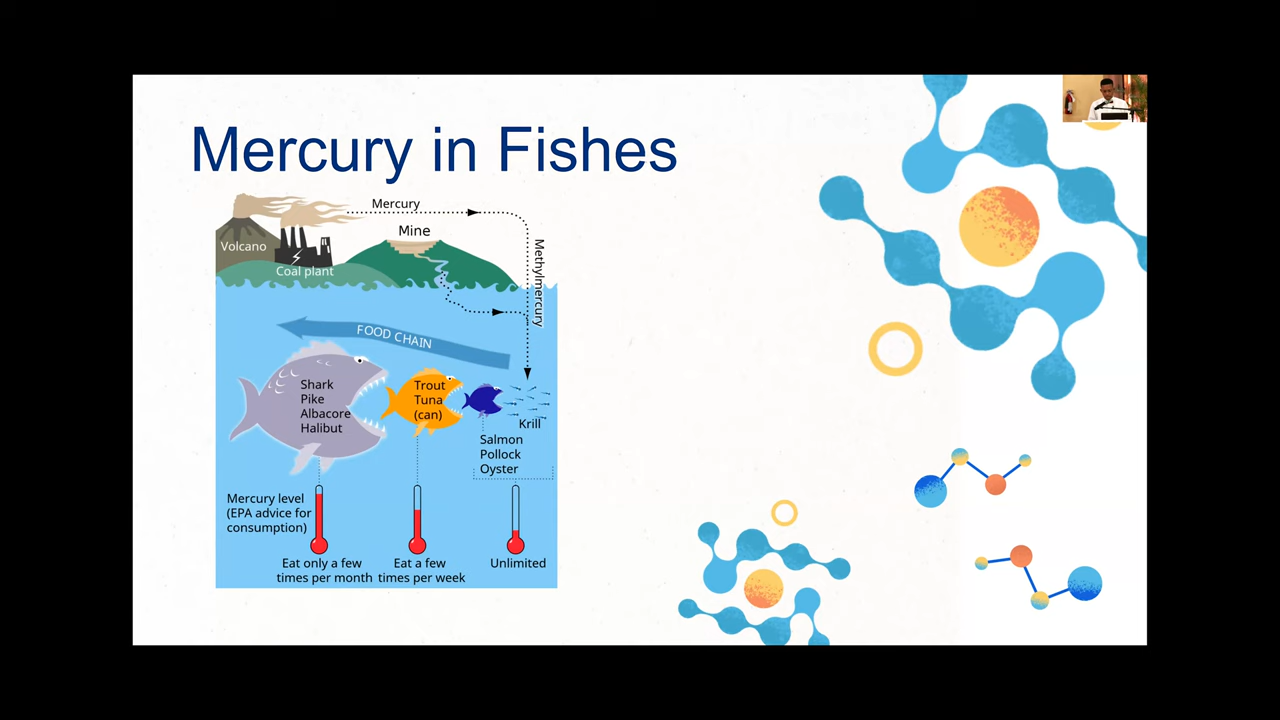 Mercury in Fishes
Mercury
Mine
Volcano
Coal plant
Methylmercury
FOOD CHAIN
Shark
Pike
Albacore
Halibut
Trout
Tuna
(can)
Krill
Salmon
Pollock
Oyster
Mercury level
(EPA advice for
consumption)
Eat only a few
times per month
Eat a few
times per week
Unlimited